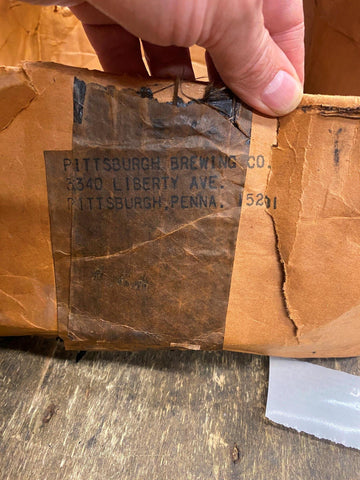 PITTSBURGH BREWING CO.
3340 LIBERTY AVE.
PITTSBURGH, PENNA. 15201